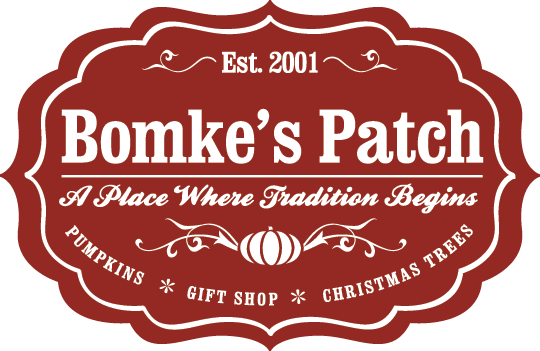 Est. 2001
Bomke's Patch
A Place Where Tradition Begins
PUMPKINS * GIFT SHOP * CHRISTMAS TREES